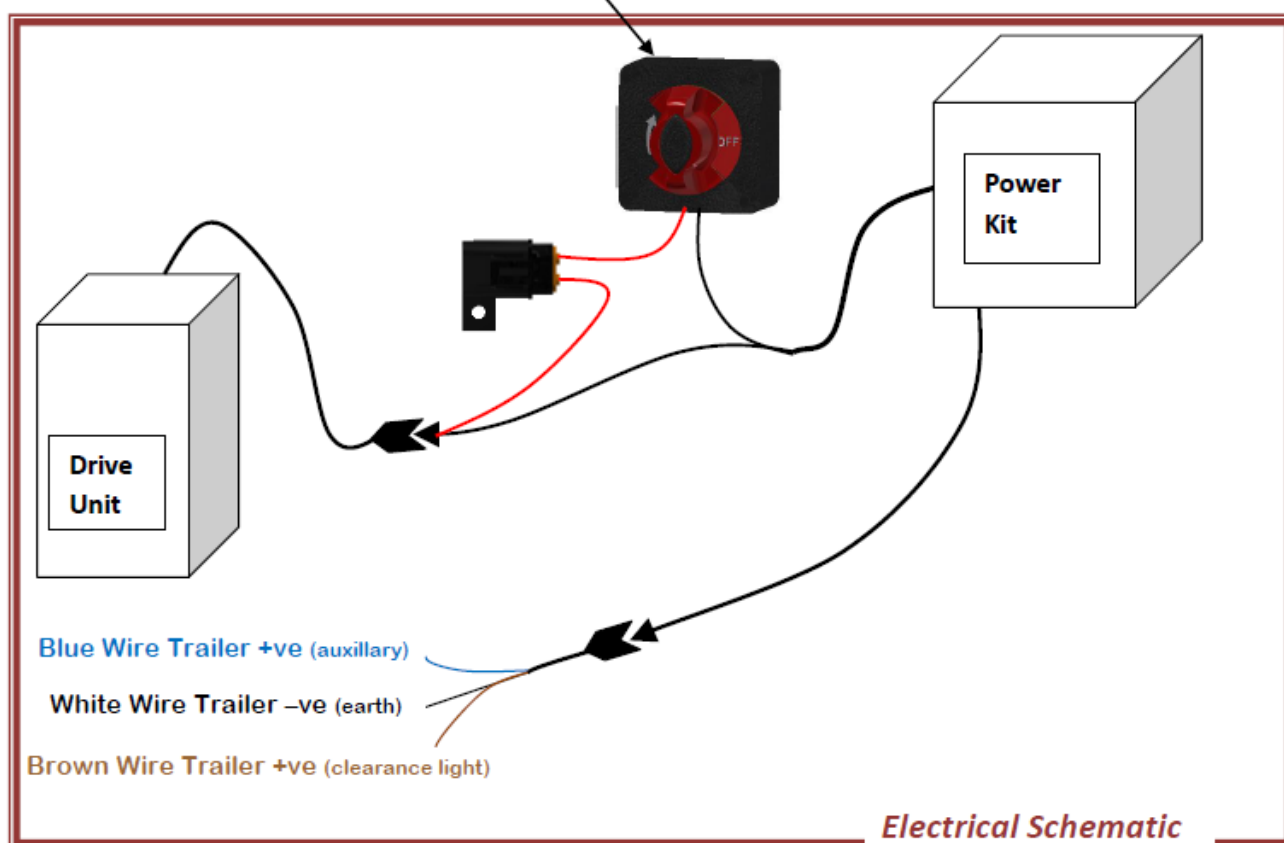 OFF
Power
Kit
Drive
Unit
Blue Wire Trailer +ve (auxillary)
White Wire Trailer –ve (earth)
Brown Wire Trailer +ve (clearance light)
Electrical Schematic